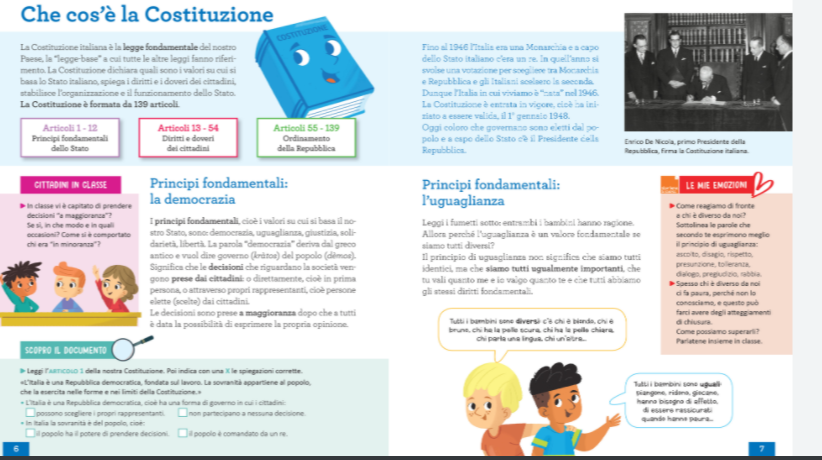 Che cos'è la Costituzione
La Costituzione italiana è la legge fondamentale del nostro
Paese, la "legge-base" a cui tutte le altre leggi fanno riferi-
mento. La Costituzione dichiara quali sono i valori su cui si
basa lo Stato italiano, spiega i diritti e i doveri dei cittadini,
stabilisce l'organizzazione e il funzionamento dello Stato.
La Costituzione è formata da 139 articoli.
COSTITUZIONE
Articoli 1 - 12
Principi fondamentali
dello Stato
Articoli 13 - 54
Diritti e doveri
dei cittadini
Articoli 55 - 139
Ordinamento
della Repubblica
CITTADINI IN CLASSE
In classe vi è capitato di prendere
decisioni "a maggioranza"?
Se sì, in che modo e in quali
occasioni? Come si è comportato
chi era "in minoranza"?
Principi fondamentali:
la democrazia
I principi fondamentali, cioè i valori su cui si basa il no-
stro Stato, sono: democrazia, uguaglianza, giustizia, soli-
darietà, libertà. La parola "democrazia" deriva dal greco
antico e vuol dire governo (kràtos) del popolo (dêmos).
Significa che le decisioni che riguardano la società ven-
gono prese dai cittadini: o direttamente, cioè in prima
persona, o attraverso propri rappresentanti, cioè persone
elette (scelte) dai cittadini.
Le decisioni sono prese a maggioranza dopo che a tutti
è data la possibilità di esprimere la propria opinione.
SCOPRO IL DOCUMENTO
Leggi l'ARTICOLO 1 della nostra Costituzione. Poi indica con una X le spiegazioni corrette.
«L'Italia è una Repubblica democratica, fondata sul lavoro. La sovranità appartiene al popolo,
che la esercita nelle forme e nei limiti della Costituzione.»
• L'Italia è una Repubblica democratica, cioè ha una forma di governo in cui i cittadini:
possono scegliere i propri rappresentanti. non partecipano a nessuna decisione.
• In Italia la sovranità è del popolo, cioè:
il popolo ha il potere di prendere decisioni. il popolo è comandato da un re.
6
Fino al 1946 l'Italia era una Monarchia e a capo
dello Stato italiano c'era un re. In quell'anno si
svolse una votazione per scegliere tra Monarchia
e Repubblica e gli Italiani scelsero la seconda.
Dunque l'Italia in cui viviamo è "nata" nel 1946.
La Costituzione è entrata in vigore, cioè ha ini-
ziato a essere valida, il 1° gennaio 1948.
Oggi coloro che governano sono eletti dal po-
polo e a capo dello Stato c'è il Presidente della
Repubblica.
Enrico De Nicola, primo Presidente della
Repubblica, firma la Costituzione italiana.
Principi fondamentali:
l'uguaglianza
Leggi i fumetti sotto: entrambi i bambini hanno ragione.
Allora perché l'uguaglianza è un valore fondamentale se
siamo tutti diversi?
Il principio di uguaglianza non significa che siamo tutti
identici, ma che siamo tutti ugualmente importanti, che
tu vali quanto me e io valgo quanto te e che tutti abbiamo
gli stessi diritti fondamentali.
LE MIE EMOZIONI
Come reagiamo di fronte
a chi è diverso da noi?
Sottolinea le parole che
secondo te esprimono meglio
il principio di uguaglianza:
ascolto, disagio, rispetto,
presunzione, tolleranza,
dialogo, pregiudizio, rabbia.
Spesso chi è diverso da noi
ci fa paura, perché non lo
conosciamo, e questo può
farci avere degli atteggiamenti
di chiusura.
Come possiamo superarli?
Parlatene insieme in classe.
Tutti i bambini sono diversi: c'è chi è biondo, chi è
bruno, chi ha la pelle scura, chi ha la pelle chiara,
chi parla una lingua, chi un'altra...
Tutti i bambini sono uguali:
piangono, ridono, giocano,
hanno bisogno di affetto,
di essere rassicurati
quando hanno paura...
7